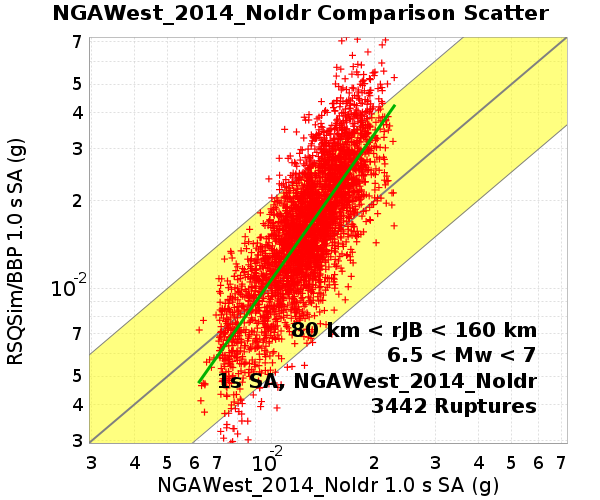 NGAWest_2014_NoIdr Comparison Scatter
7
5
4
3
2
10-2
7
5
4
3
RSQSim/BBP 1.0 s SA (g)
80 km < rJB < 160 km
6.5 < Mw < 7
1s SA, NGAWest_2014_NoIdr
3442 Ruptures
3 4 5 6 7 10-2 2 3 4 5 6 7
NGAWest_2014_NoIdr 1.0 s SA (g)